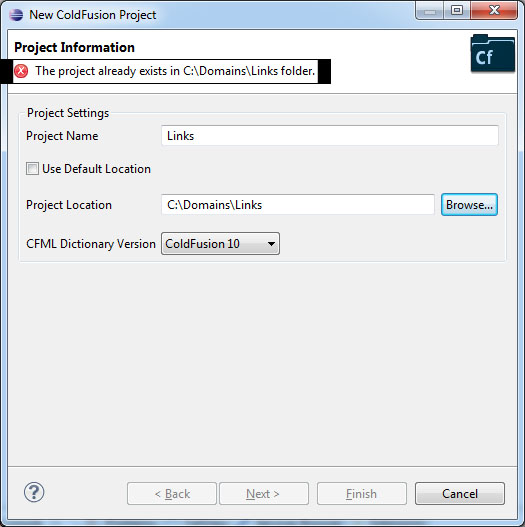 New ColdFusion Project
Project Information
The project already exists in C:\Domains\Links folder.
Cf
Project Settings
Project Name Links
Use Default Location
Project Location C:\Domains\Links Browse...
CFML Dictionary Version ColdFusion 10
? < Back Next > Finish Cancel